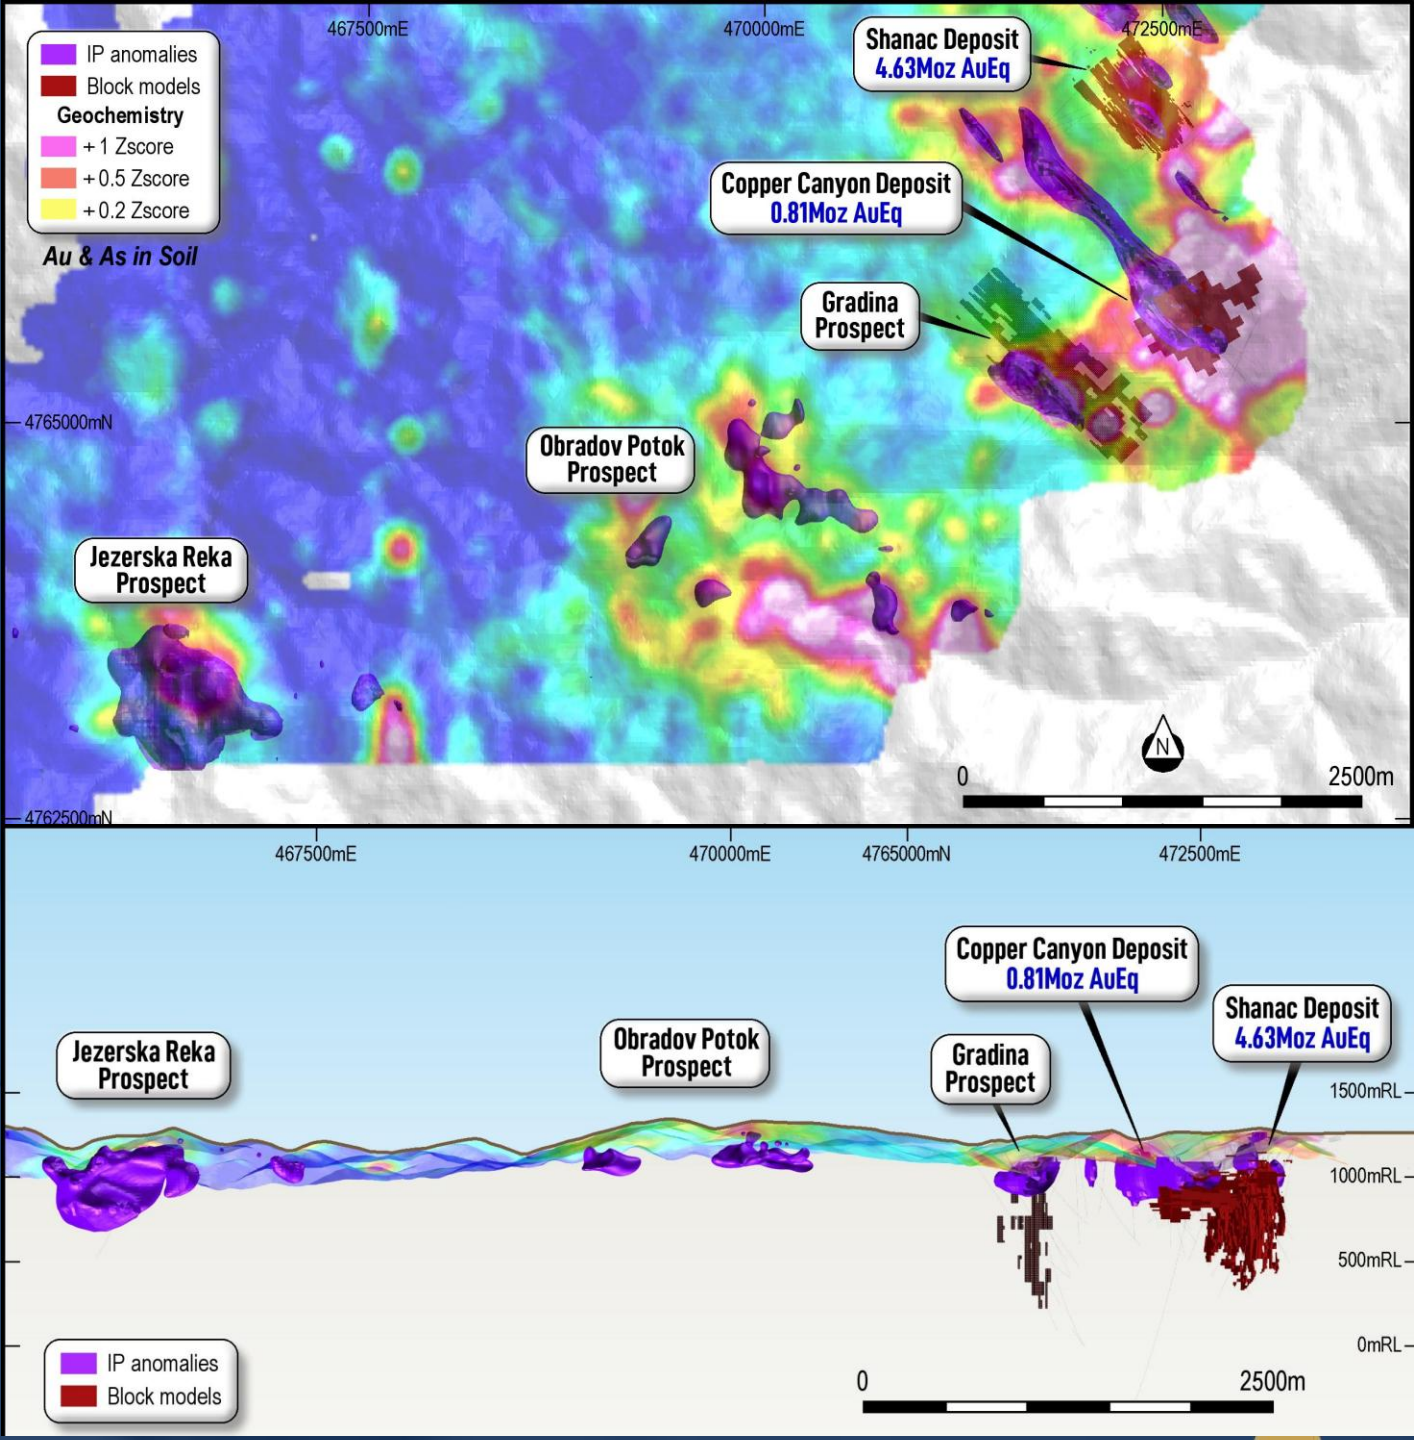 467500mE
470000mE
472500mE
IP anomalies
Block models
Geochemistry
+ 1 Zscore
+ 0.5 Zscore
+ 0.2 Zscore
Au & As in Soil
Shanac Deposit
4.63Moz AuEq
Copper Canyon Deposit
0.81Moz AuEq
Gradina
Prospect
4765000mN
Obradov Potok
Prospect
Jezerska Reka
Prospect
N
0
2500m
4762500mN
467500mE
470000mE
4765000mN
472500mE
Copper Canyon Deposit
0.81Moz AuEq
Shanac Deposit
4.63Moz AuEq
Jezerska Reka
Prospect
Obradov Potok
Prospect
Gradina
Prospect
1500mRL
1000mRL
500mRL
0mRL
IP anomalies
Block models
0
2500m